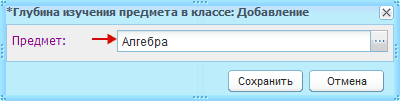 *Глубина изучения предмета в классе: Добавление
Предмет: Алгебра ...
Сохранить Отмена